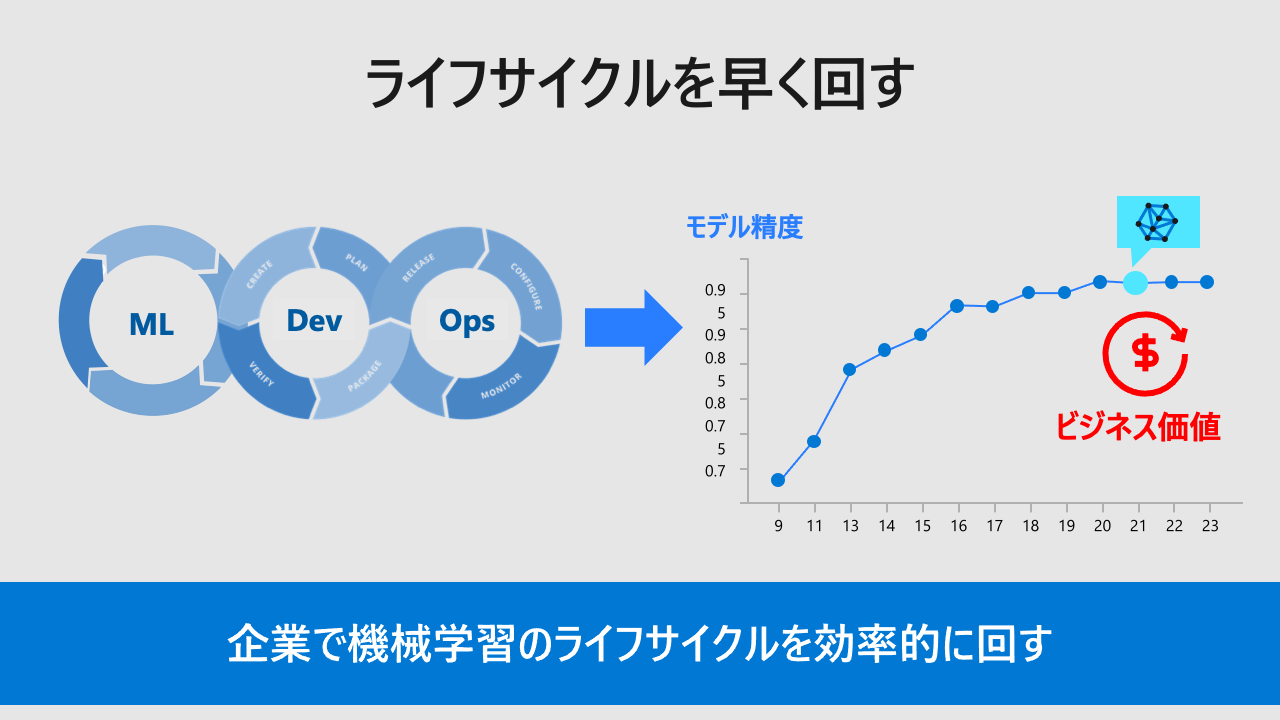 ライフサイクルを早く回す
モデル精度
ML
Dev
Ops
CREATE
PLAN
VERIFY
PACKAGE
RELEASE
CONFIGURE
MONITOR
0.9
5
0.9
0.8
5
0.8
0.7
5
0.7
9 11 13 14 15 16 17 18 19 20 21 22 23
$
ビジネス価値
企業で機械学習のライフサイクルを効率的に回す